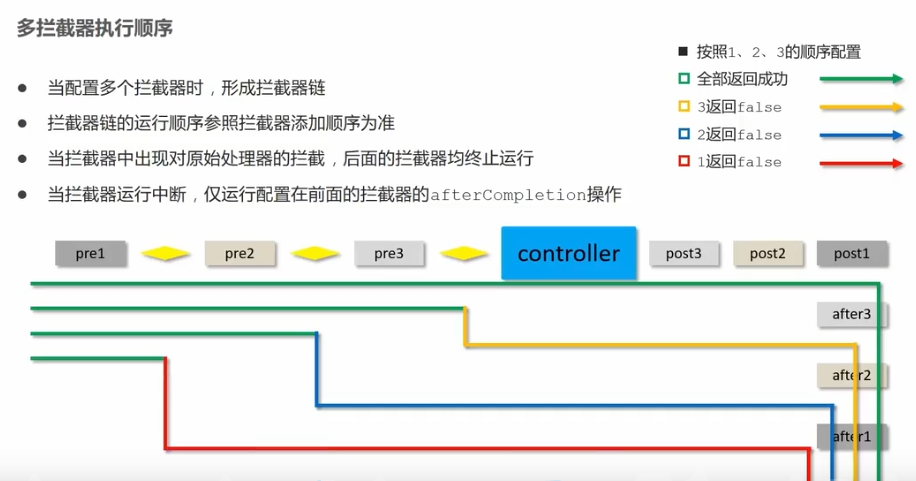 多拦截器执行顺序
当配置多个拦截器时，形成拦截器链
拦截器链的运行顺序参照拦截器添加顺序为准
当拦截器中出现对原始处理器的拦截，后面的拦截器均终止运行
当拦截器运行中断，仅运行配置在前面的拦截器的afterCompletion操作
按照1、2、3的顺序配置
全部返回成功
3返回false
2返回false
1返回false
pre1 pre2 pre3 controller post3 post2 post1
after3
after2
after1